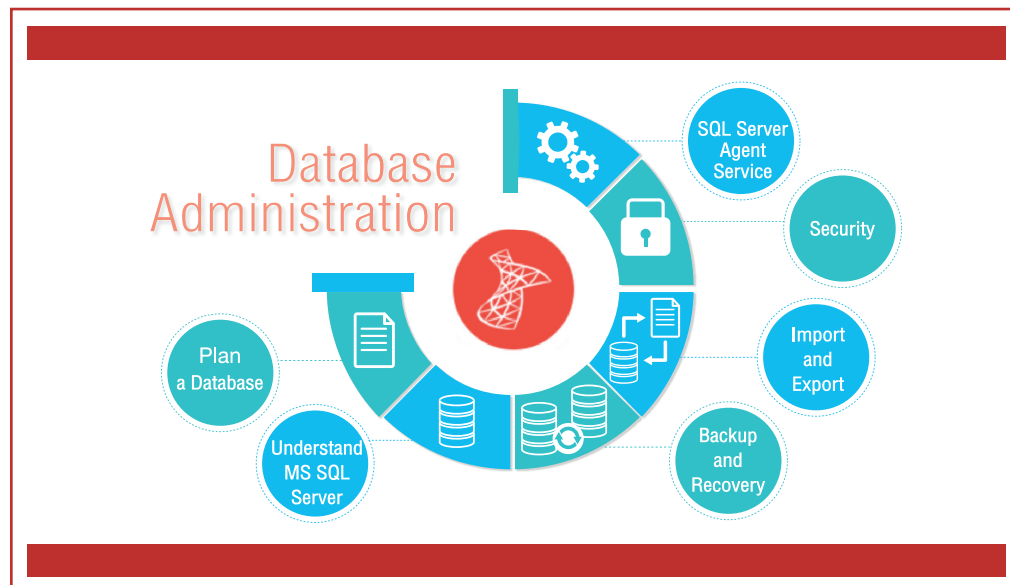 Database
Administration
SQL Server
Agent
Service
Security
Import
and
Export
Backup
and
Recovery
Understand
MS SQL
Server
Plan
a Database